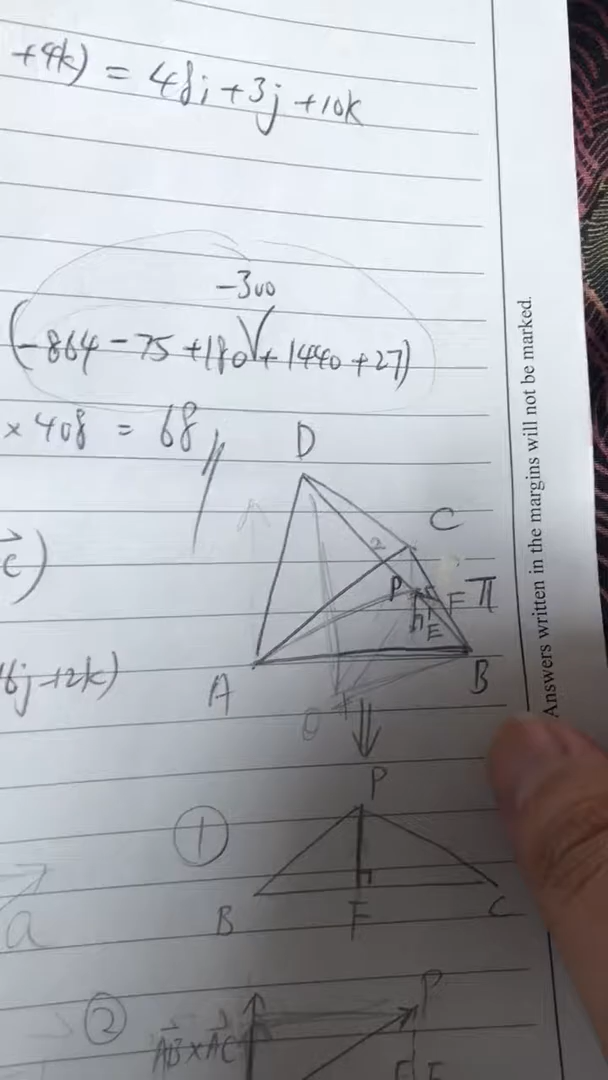 +4k) = 48i +3j +10k
-300
(-864 -75 +180)(+1440 +27)
× 408 = 68 //
D
C
c)
P
F
π
h
E
6j +2k)
A
B
O
①
P
a
B
F
C
②
AB × AC
P
E
F
Answers written in the margins will not be marked.